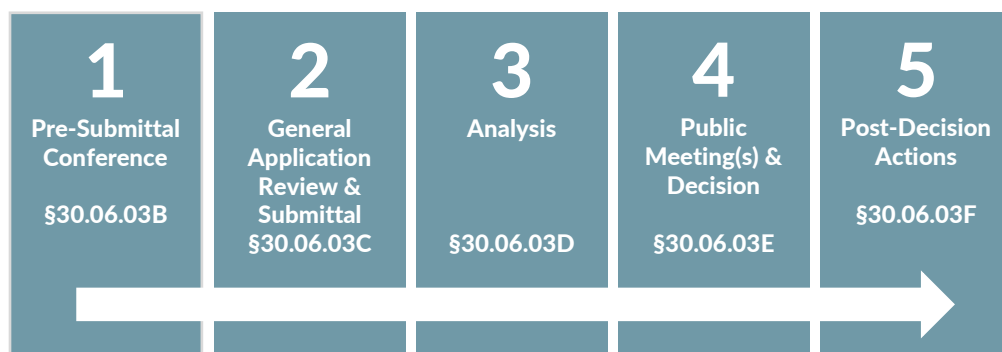 1
Pre-Submittal
Conference
§30.06.03B
2
General
Application
Review &
Submittal
§30.06.03C
3
Analysis
§30.06.03D
4
Public
Meeting(s) &
Decision
§30.06.03E
5
Post-Decision
Actions
§30.06.03F